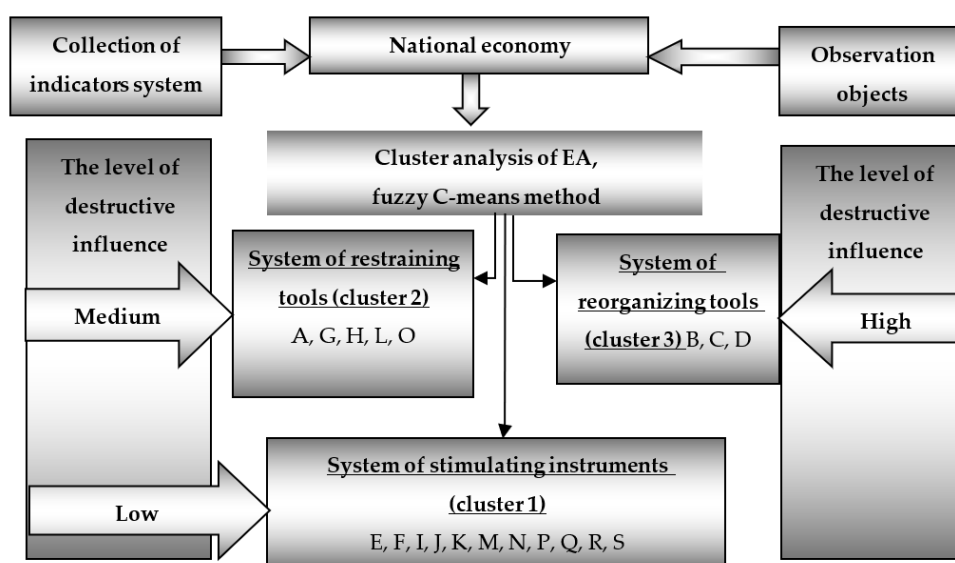 Collection of
indicators system
National economy
Observation
objects
Cluster analysis of EA,
fuzzy C-means method
The level of
destructive
influence
The level of
destructive
influence
System of restraining
tools (cluster 2)
A, G, H, L, O
System of
reorganizing tools
(cluster 3) B, C, D
Medium
High
System of stimulating instruments
(cluster 1)
E, F, I, J, K, M, N, P, Q, R, S
Low